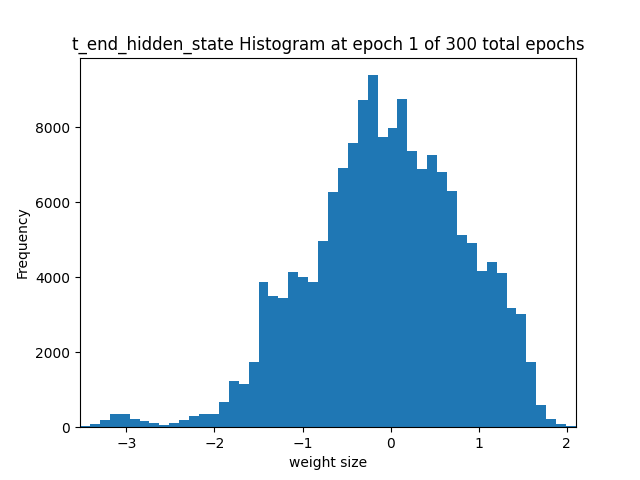 t_end_hidden_state Histogram at epoch 1 of 300 total epochs
Frequency
8000
6000
4000
2000
0
−3 −2 −1 0 1 2
weight size